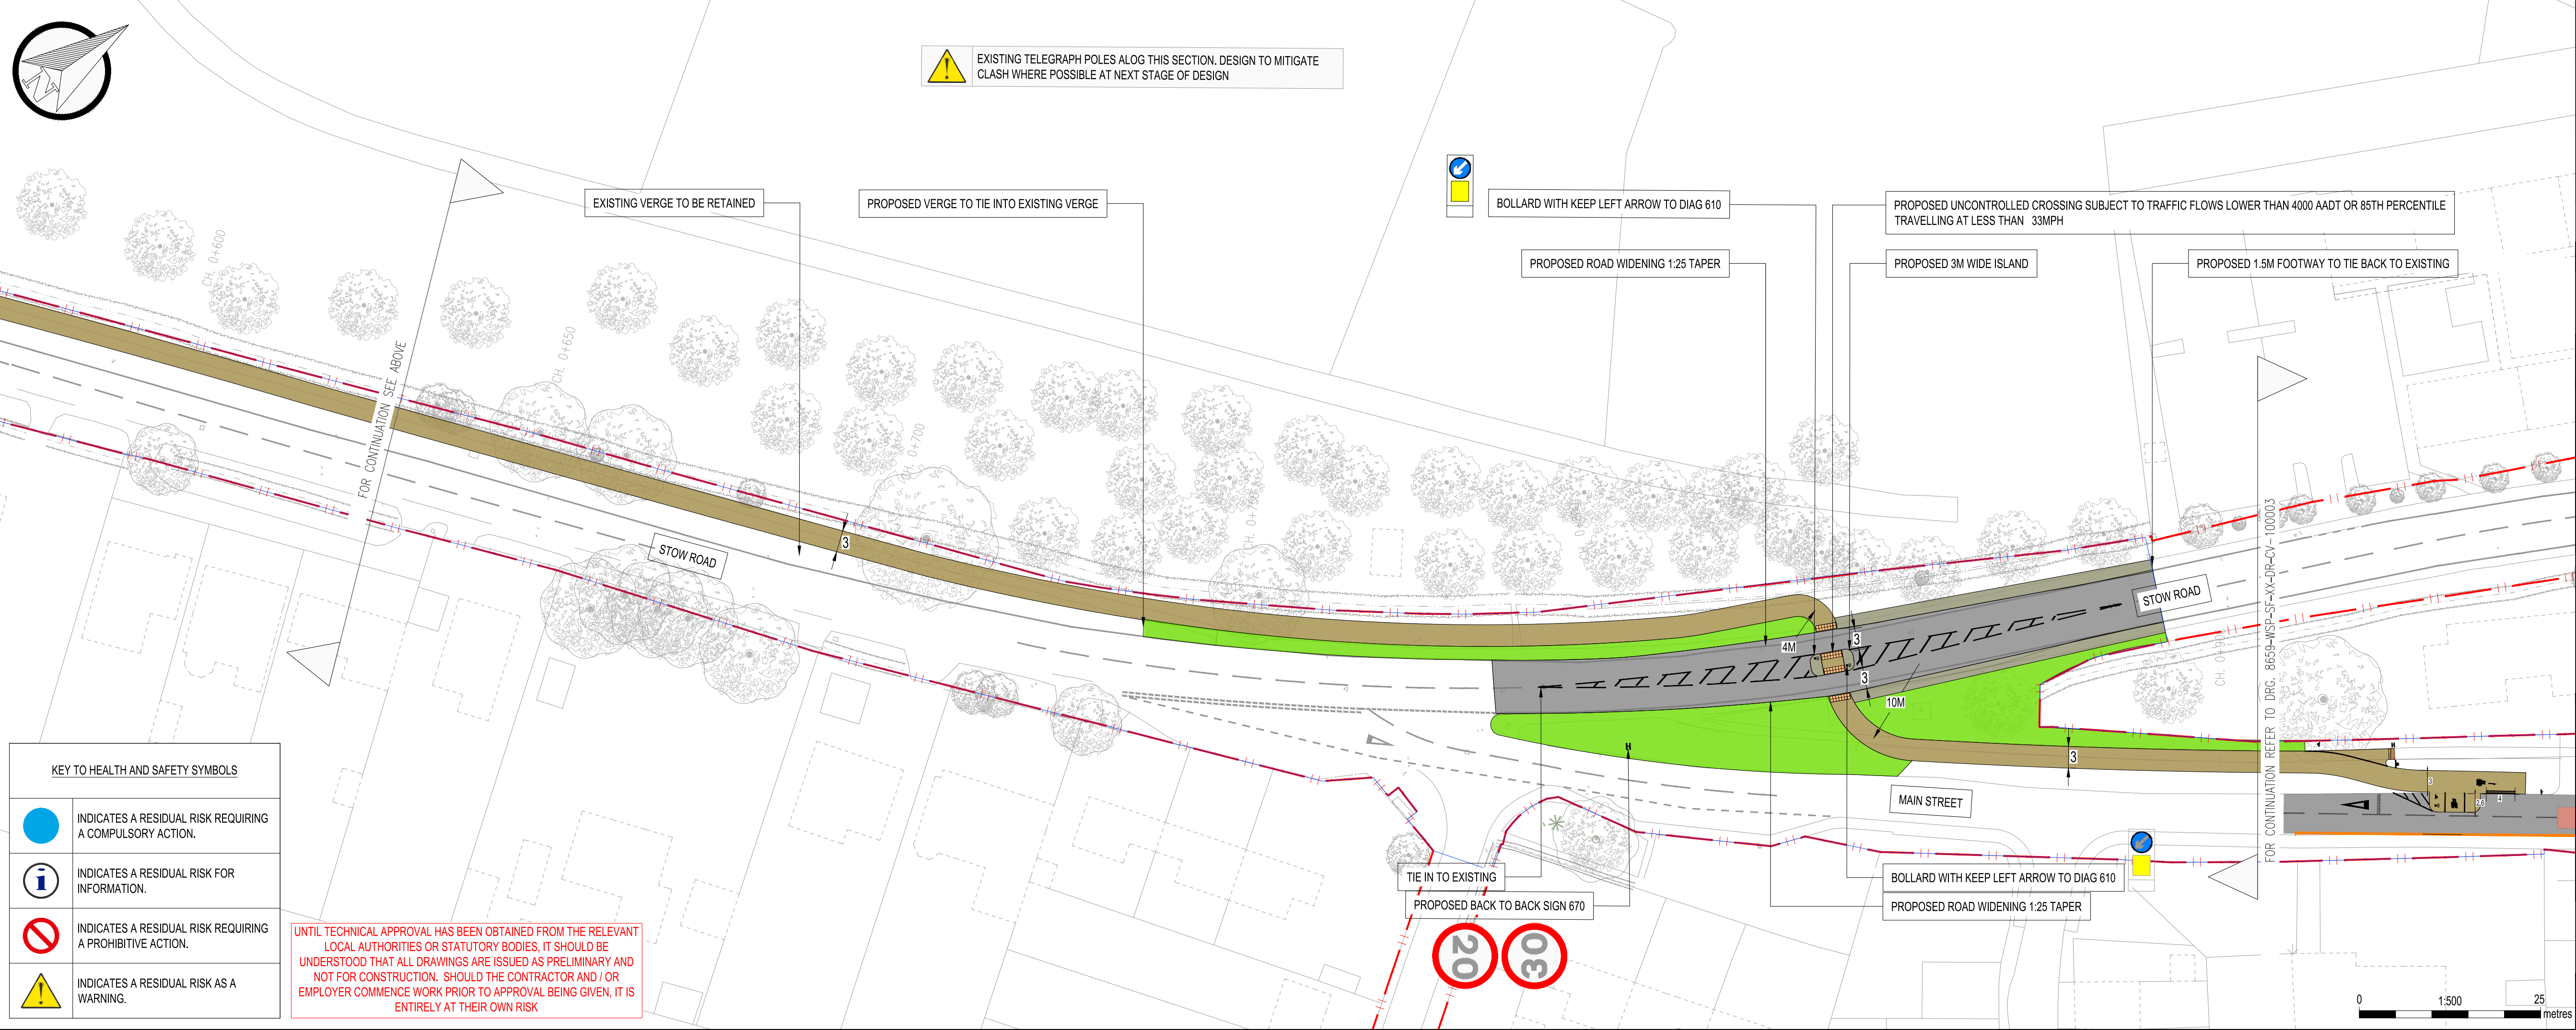 N
EXISTING TELEGRAPH POLES ALOG THIS SECTION. DESIGN TO MITIGATE
CLASH WHERE POSSIBLE AT NEXT STAGE OF DESIGN
EXISTING VERGE TO BE RETAINED
PROPOSED VERGE TO TIE INTO EXISTING VERGE
BOLLARD WITH KEEP LEFT ARROW TO DIAG 610
PROPOSED UNCONTROLLED CROSSING SUBJECT TO TRAFFIC FLOWS LOWER THAN 4000 AADT OR 85TH PERCENTILE
TRAVELLING AT LESS THAN 33MPH
PROPOSED ROAD WIDENING 1:25 TAPER
PROPOSED 3M WIDE ISLAND
PROPOSED 1.5M FOOTWAY TO TIE BACK TO EXISTING
CH. 0+600
CH. 0+650
CH. 0+700
FOR CONTINUATION SEE ABOVE
STOW ROAD
3
4M
3
3
10M
3
STOW ROAD
MAIN STREET
FOR CONTINUATION REFER TO DRG. 8659-WSP-SF-XX-DR-CV-100003
3
2.6
4
TIE IN TO EXISTING
PROPOSED BACK TO BACK SIGN 670
20
30
BOLLARD WITH KEEP LEFT ARROW TO DIAG 610
PROPOSED ROAD WIDENING 1:25 TAPER
KEY TO HEALTH AND SAFETY SYMBOLS
INDICATES A RESIDUAL RISK REQUIRING
A COMPULSORY ACTION.
i
INDICATES A RESIDUAL RISK FOR
INFORMATION.
INDICATES A RESIDUAL RISK REQUIRING
A PROHIBITIVE ACTION.
INDICATES A RESIDUAL RISK AS A
WARNING.
UNTIL TECHNICAL APPROVAL HAS BEEN OBTAINED FROM THE RELEVANT
LOCAL AUTHORITIES OR STATUTORY BODIES, IT SHOULD BE
UNDERSTOOD THAT ALL DRAWINGS ARE ISSUED AS PRELIMINARY AND
NOT FOR CONSTRUCTION. SHOULD THE CONTRACTOR AND / OR
EMPLOYER COMMENCE WORK PRIOR TO APPROVAL BEING GIVEN, IT IS
ENTIRELY AT THEIR OWN RISK
0 1:500 25
metres